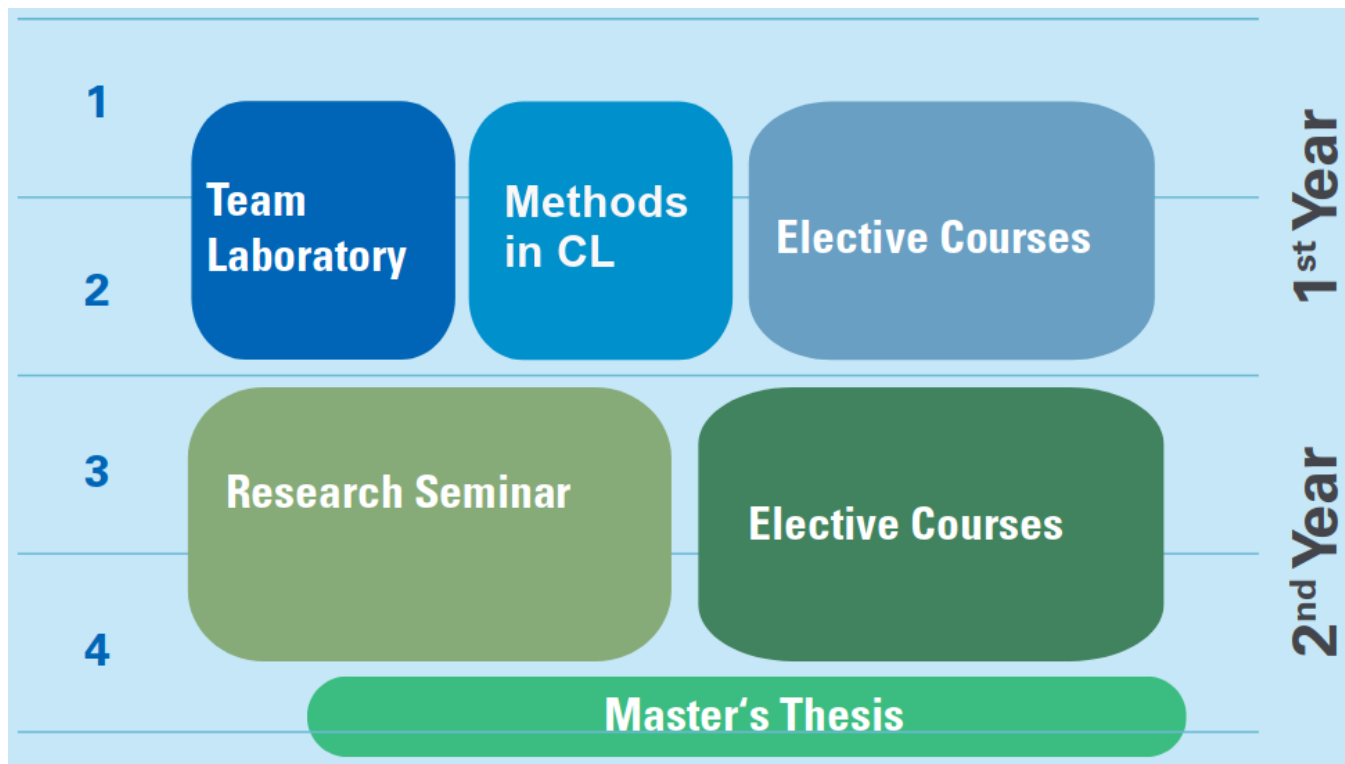 1
Team
Laboratory
Methods
in CL
Elective Courses
2
1st Year
3
Research Seminar
Elective Courses
4
2nd Year
Master‘s Thesis